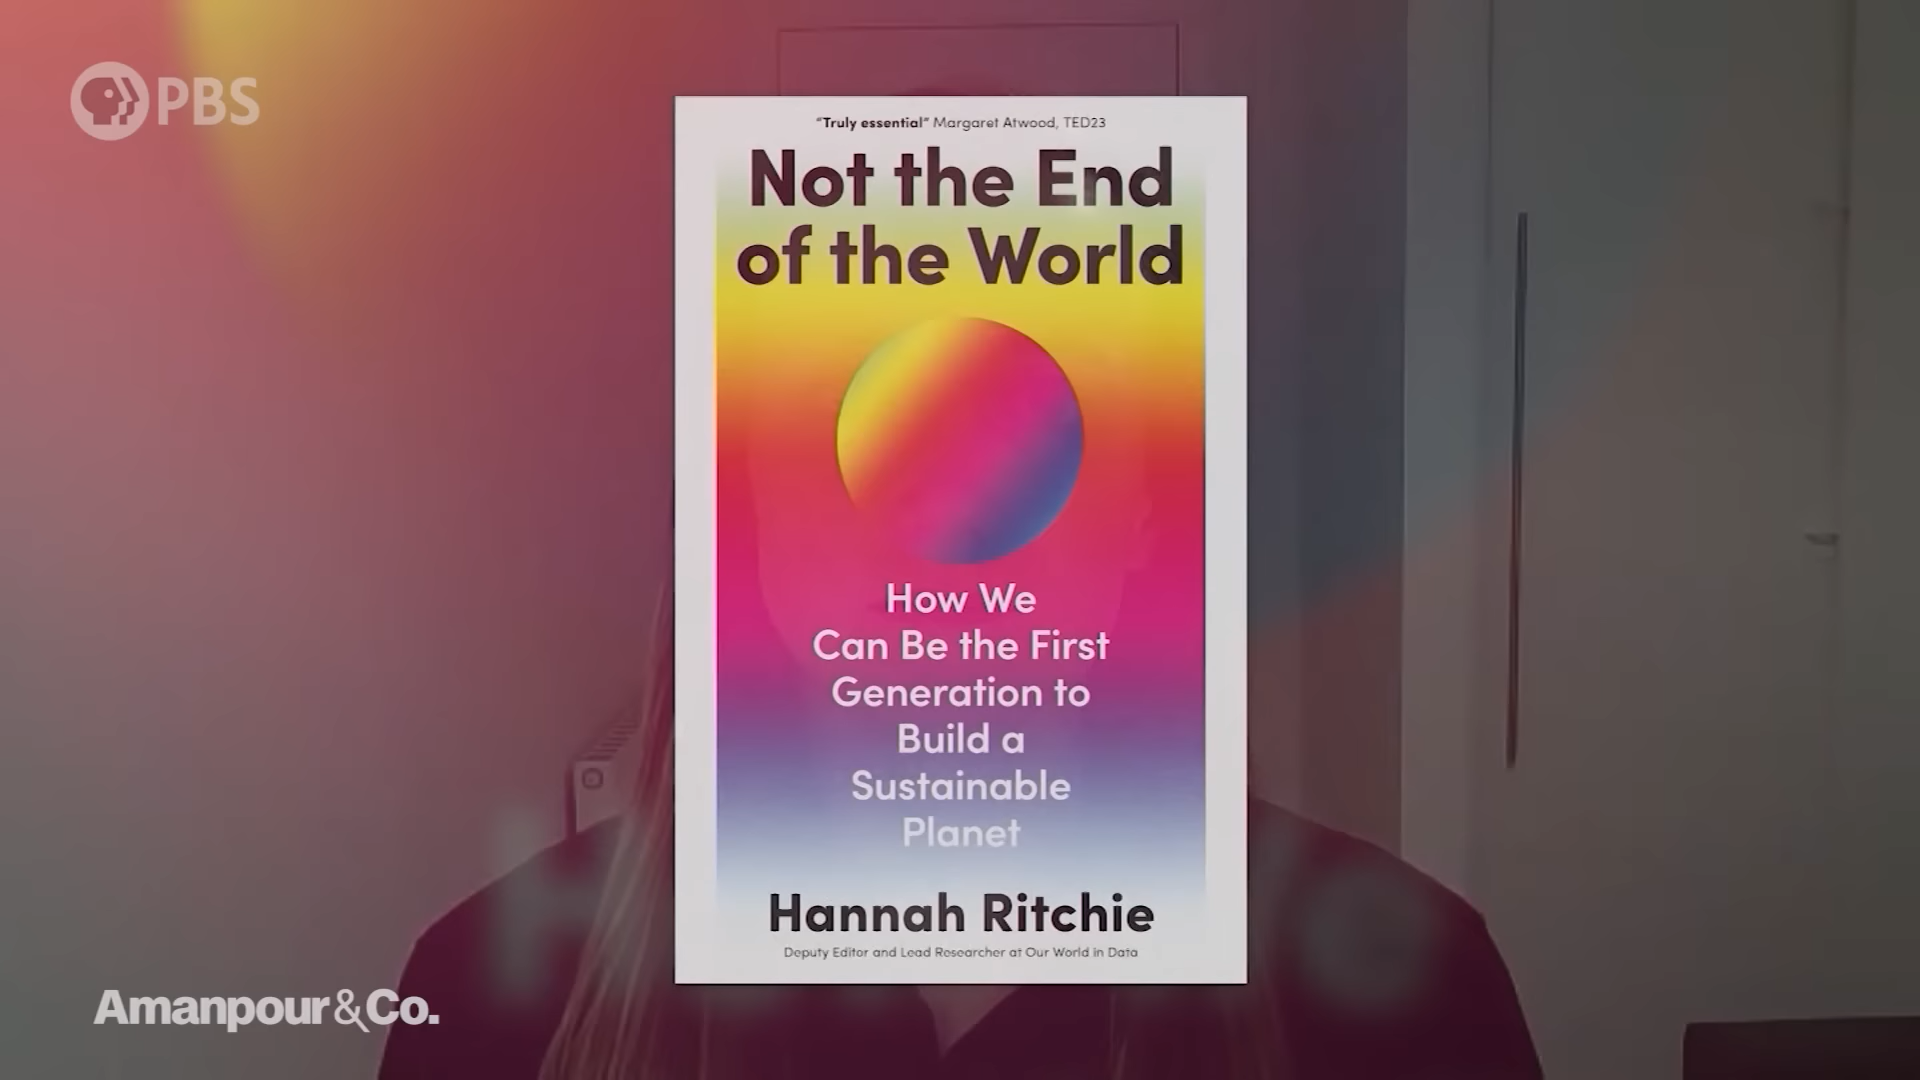 PBS
“Truly essential” Margaret Atwood, TED23
Not the End
of the World
How We
Can Be the First
Generation to
Build a
Sustainable
Planet
Hannah Ritchie
Deputy Editor and Lead Researcher at Our World in Data
Amanpour&Co.